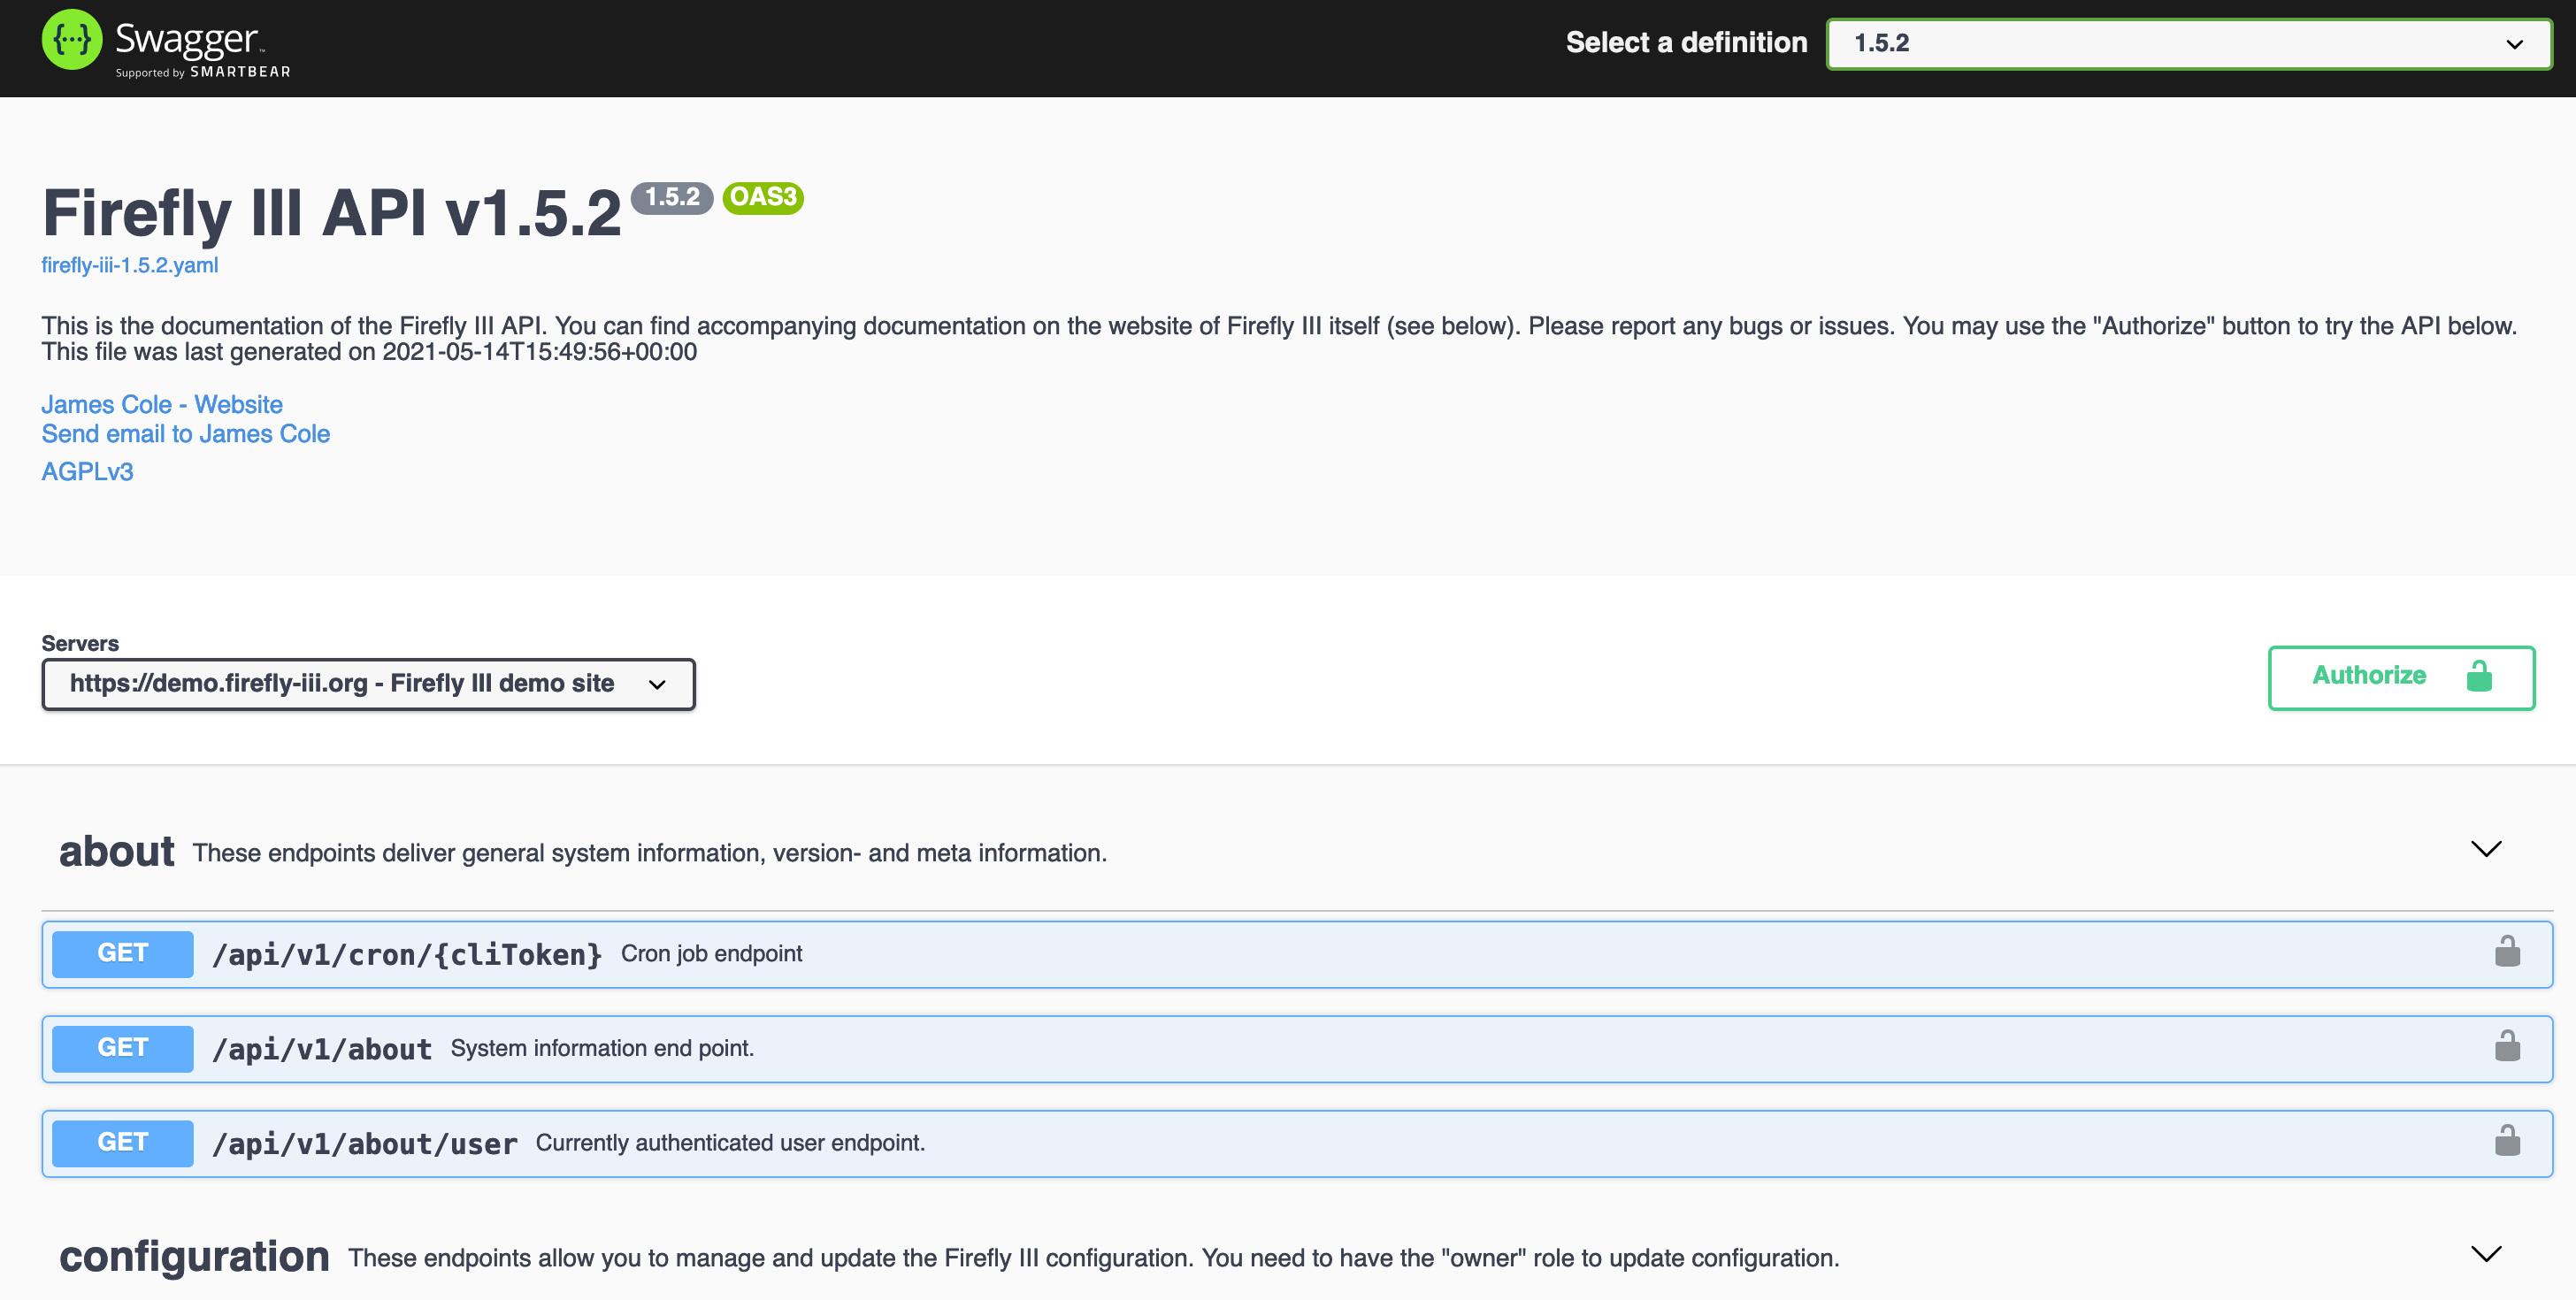 {···} Swagger™
Supported by SMARTBEAR
Select a definition
1.5.2
Firefly III API v1.5.2 1.5.2 OAS3
firefly-iii-1.5.2.yaml
This is the documentation of the Firefly III API. You can find accompanying documentation on the website of Firefly III itself (see below). Please report any bugs or issues. You may use the "Authorize" button to try the API below.
This file was last generated on 2021-05-14T15:49:56+00:00
James Cole - Website
Send email to James Cole
AGPLv3
Servers
https://demo.firefly-iii.org - Firefly III demo site
Authorize
about These endpoints deliver general system information, version- and meta information.
GET /api/v1/cron/{cliToken} Cron job endpoint
GET /api/v1/about System information end point.
GET /api/v1/about/user Currently authenticated user endpoint.
configuration These endpoints allow you to manage and update the Firefly III configuration. You need to have the "owner" role to update configuration.